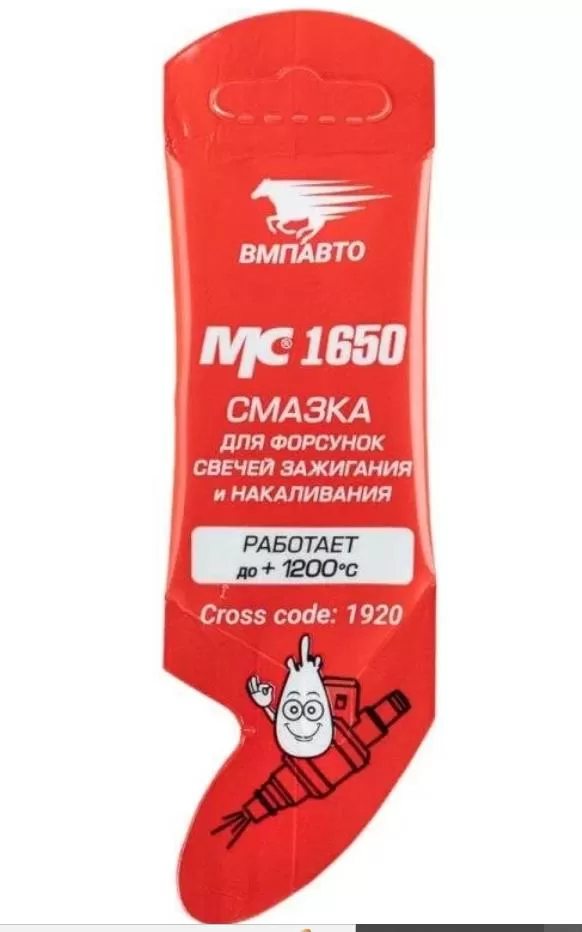 ВМПАВТО
МС® 1650
СМАЗКА
ДЛЯ ФОРСУНОК
СВЕЧЕЙ ЗАЖИГАНИЯ
и НАКАЛИВАНИЯ
РАБОТАЕТ
до + 1200°С
Cross code: 1920